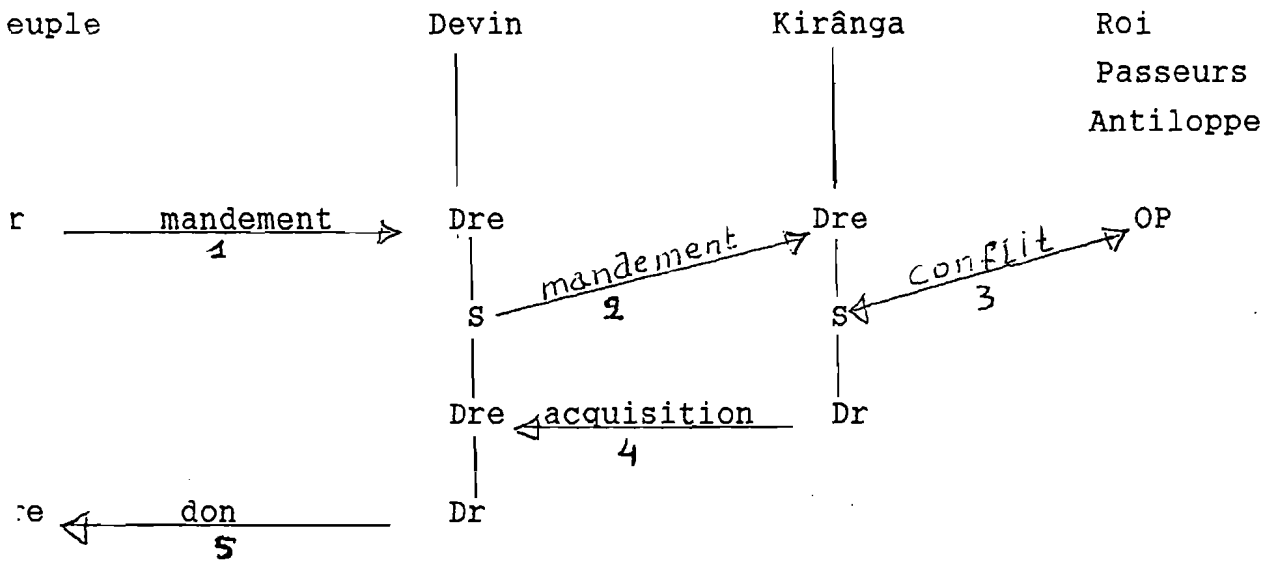 euple Devin Kirânga Roi
Passeurs
Antiloppe
r mandement Dre mandement Dre conflit OP
1 2 3
S S
Dre acquisition Dr
4
re don Dr
5